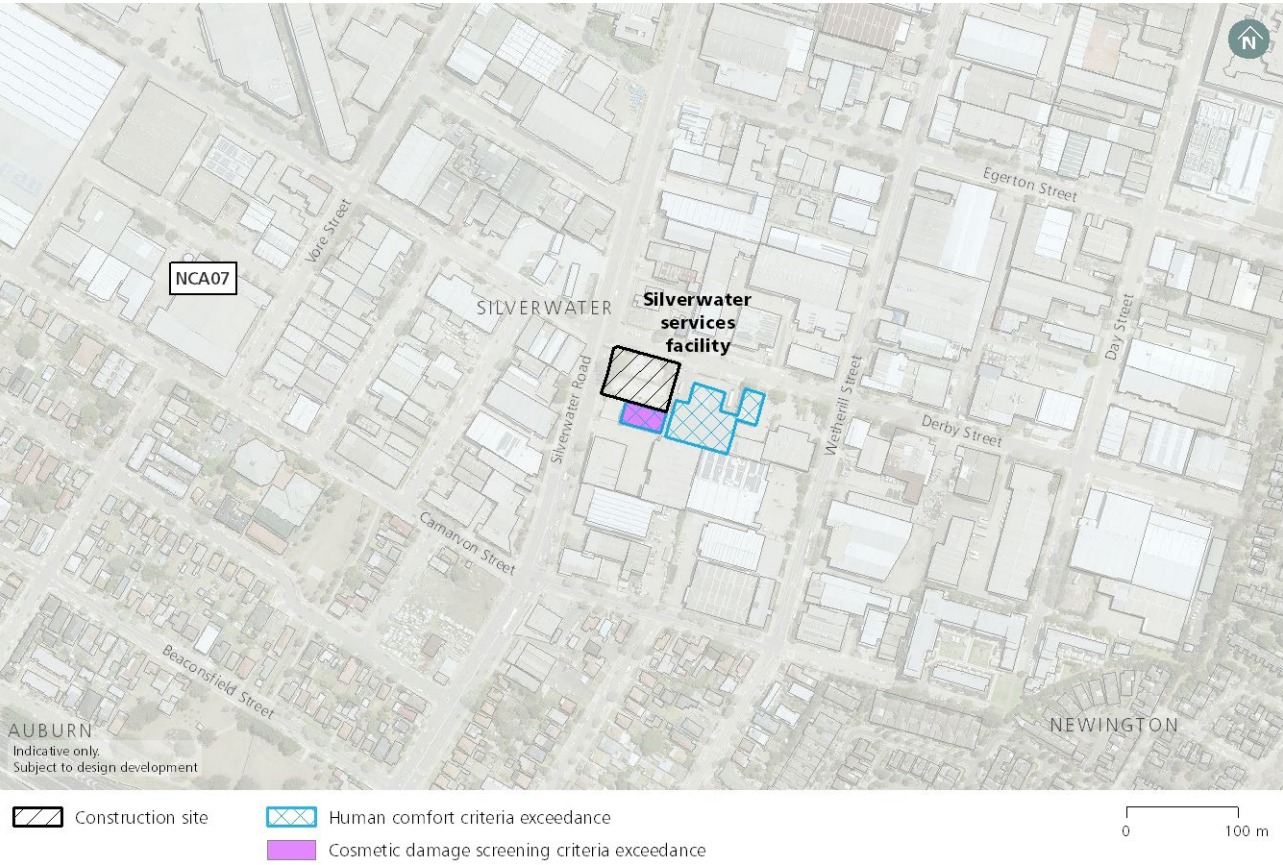 N
Egerton Street
Vore Street
NCA07
SILVERWATER
Silverwater
services
facility
Day Street
Silverwater Road
Wetherill Street
Derby Street
Carnarvon Street
Beaconsfield Street
AUBURN
NEWINGTON
Indicative only.
Subject to design development
Construction site
Human comfort criteria exceedance
Cosmetic damage screening criteria exceedance
0
100 m